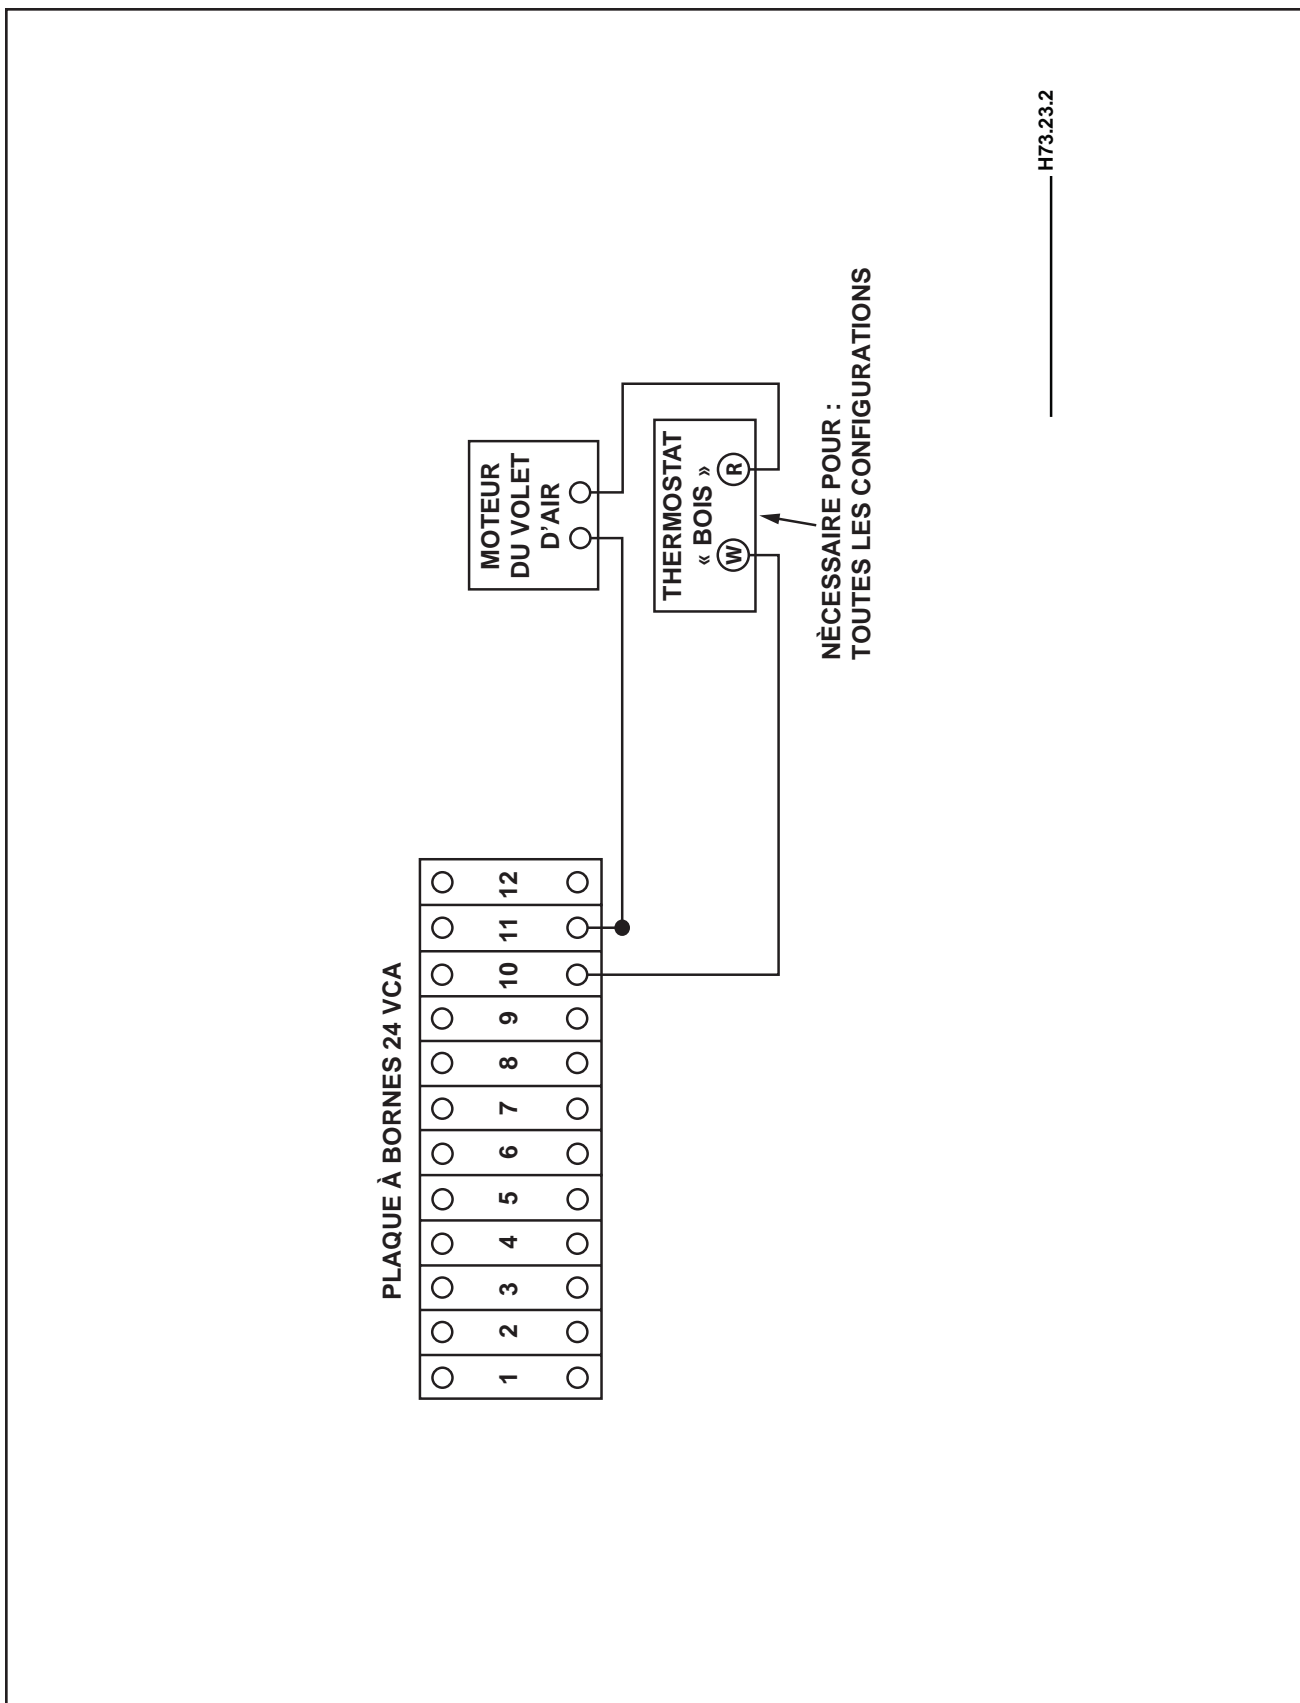 PLAQUE À BORNES 24 VCA
1
2
3
4
5
6
7
8
9
10
11
12
MOTEUR
DU VOLET
D’AIR
THERMOSTAT
« BOIS »
W
R
NÈCESSAIRE POUR :
TOUTES LES CONFIGURATIONS
H73.23.2